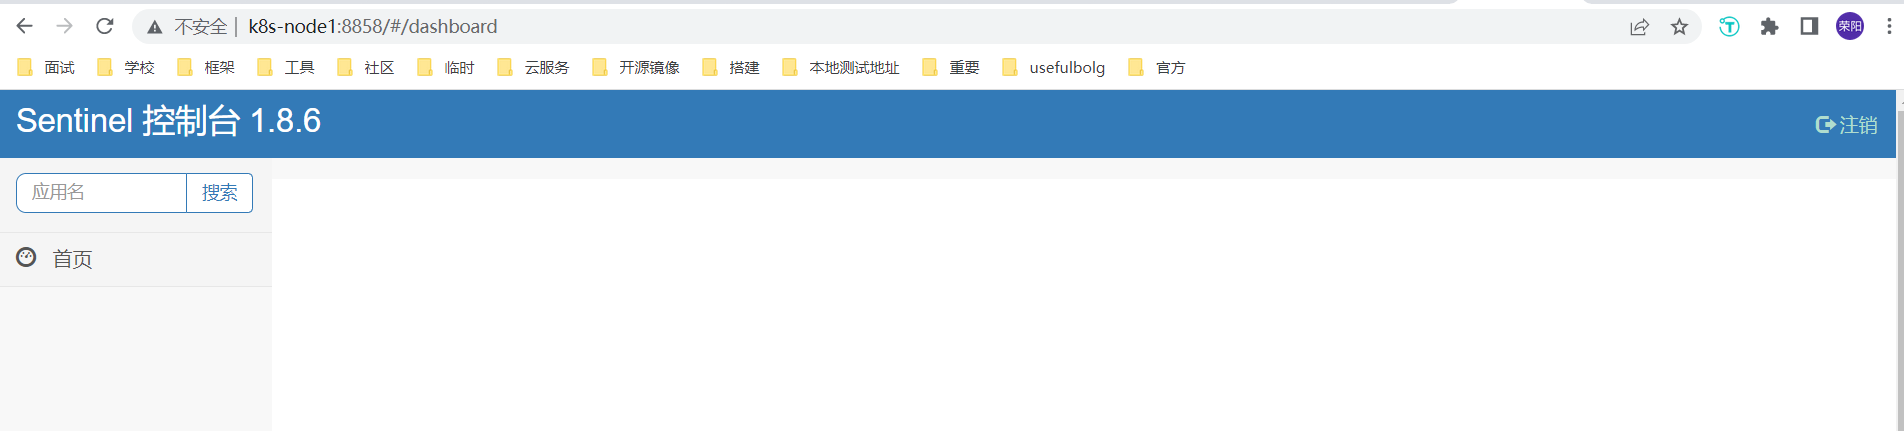 不安全 k8s-node1:8858/#/dashboard 荣阳
面试 学校 框架 工具 社区 临时 云服务 开源镜像 搭建 本地测试地址 重要 usefulbolg 官方
Sentinel 控制台 1.8.6 注销
应用名 搜索
首页